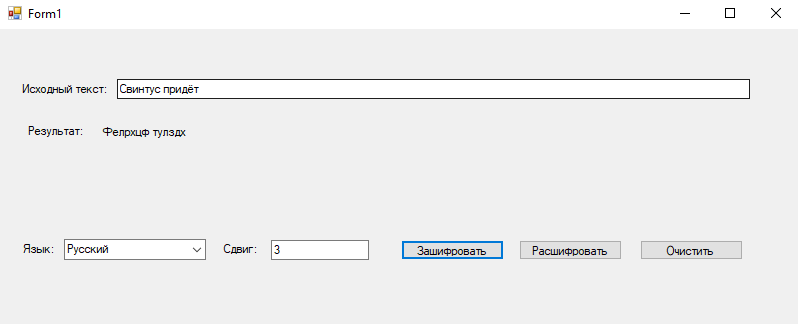 Form1
Исходный текст: Свинтус придёт
Результат: Фелрхцф тулздх
Язык: Русский Сдвиг: 3 Зашифровать Расшифровать Очистить